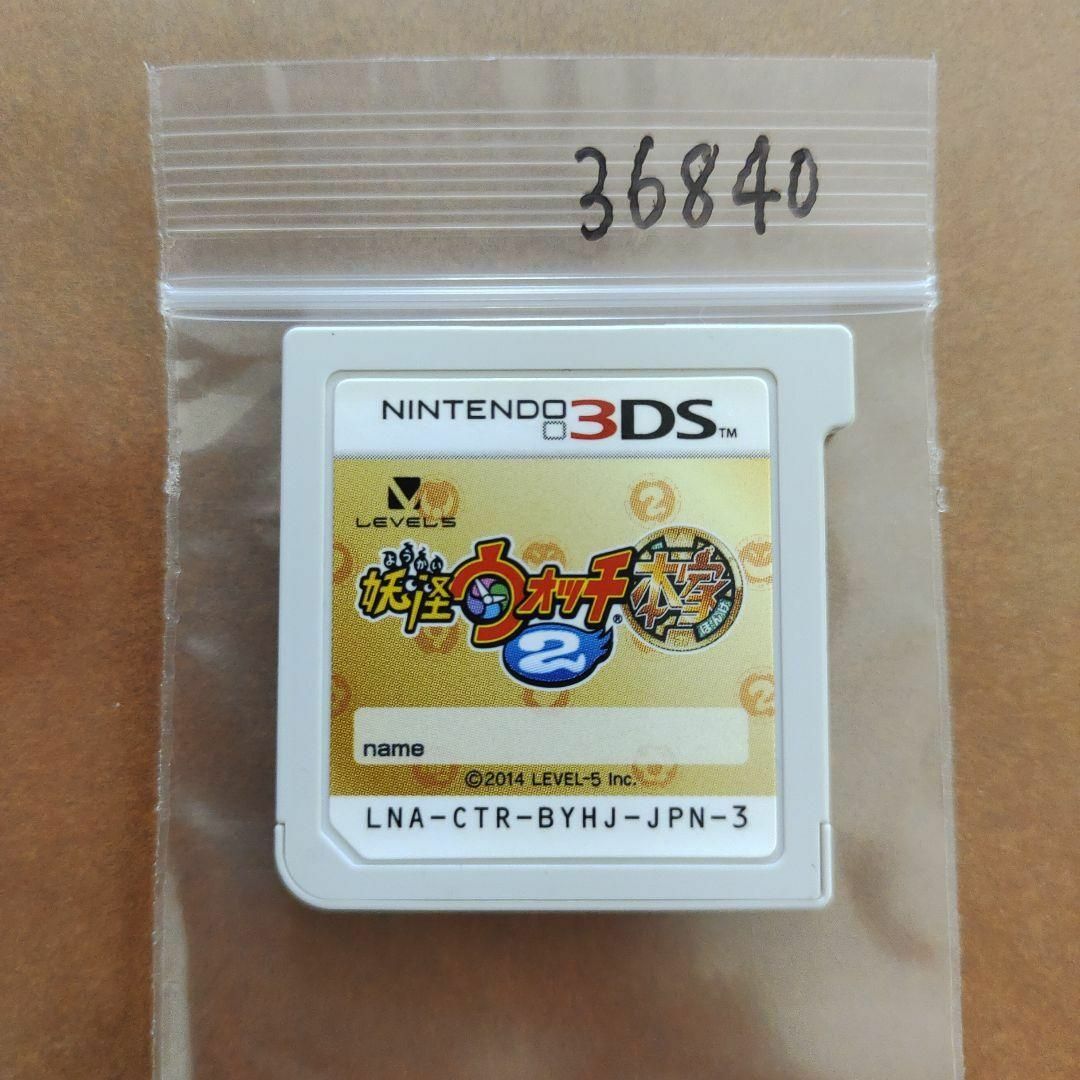 36840
NINTENDO 3DS™
LEVEL5
ようかい
妖怪ウォッチ®
2
本家
ほんけ
name
©2014 LEVEL-5 Inc.
LNA-CTR-BYHJ-JPN-3